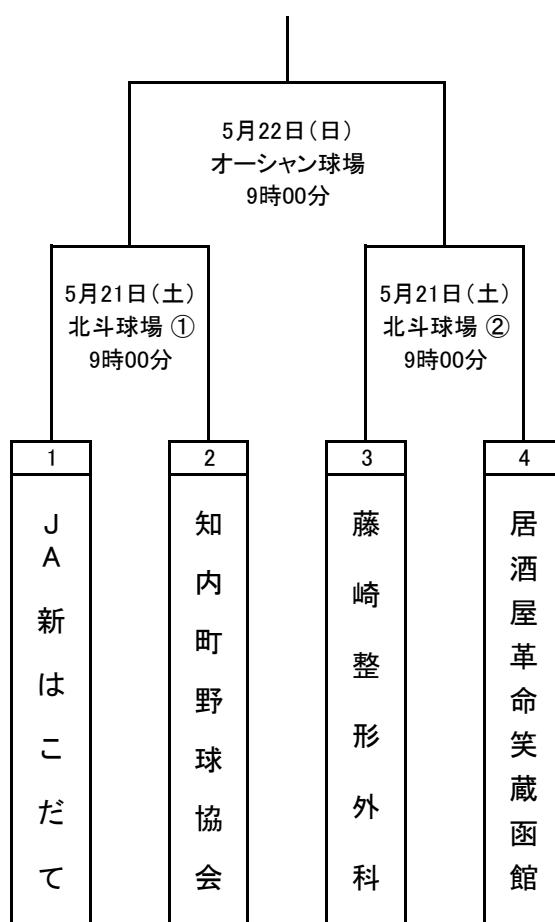 5月22日(日)
オーシャン球場
9時00分
5月21日(土)
北斗球場 ①
9時00分
5月21日(土)
北斗球場 ②
9時00分
1
2
3
4
JA新はこだて
知内町野球協会
藤崎整形外科
居酒屋革命笑蔵函館